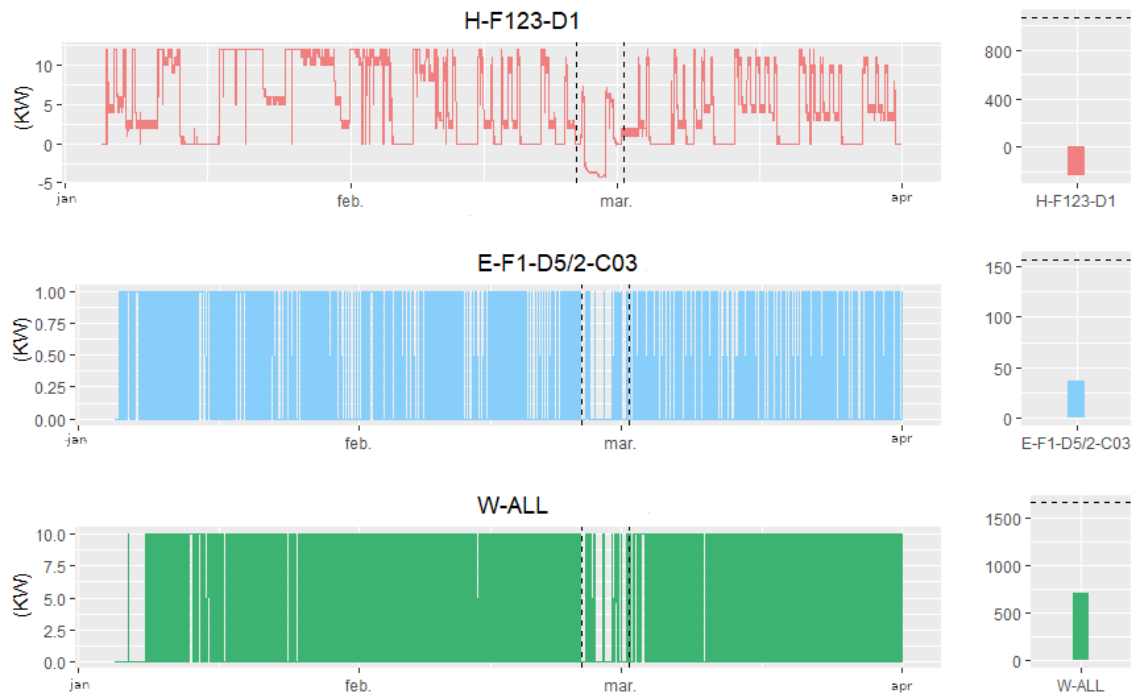 H-F123-D1
(KW)
10
5
0
-5
jan
feb.
mar.
apr
800
400
0
H-F123-D1
E-F1-D5/2-C03
(KW)
1.00
0.75
0.50
0.25
0.00
jan
feb.
mar.
apr
150
100
50
0
E-F1-D5/2-C03
W-ALL
(KW)
10.0
7.5
5.0
2.5
0.0
jan
feb.
mar.
apr
1500
1000
500
0
W-ALL